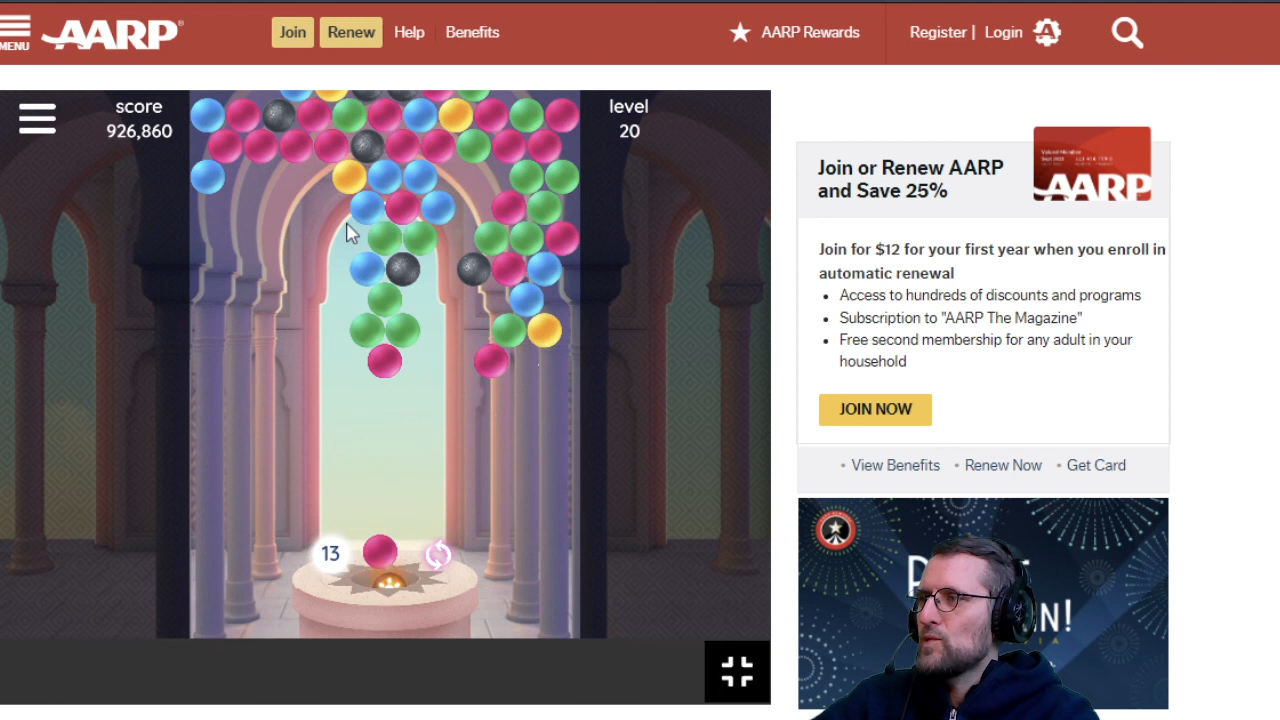 MENU
AARP
Join
Renew
Help
Benefits
AARP Rewards
Register |
Login
score
926,860
level
20
13
Join or Renew AARP
and Save 25%
AARP
Join for $12 for your first year when you enroll in
automatic renewal
• Access to hundreds of discounts and programs
• Subscription to "AARP The Magazine"
• Free second membership for any adult in your
household
JOIN NOW
• View Benefits
• Renew Now
• Get Card